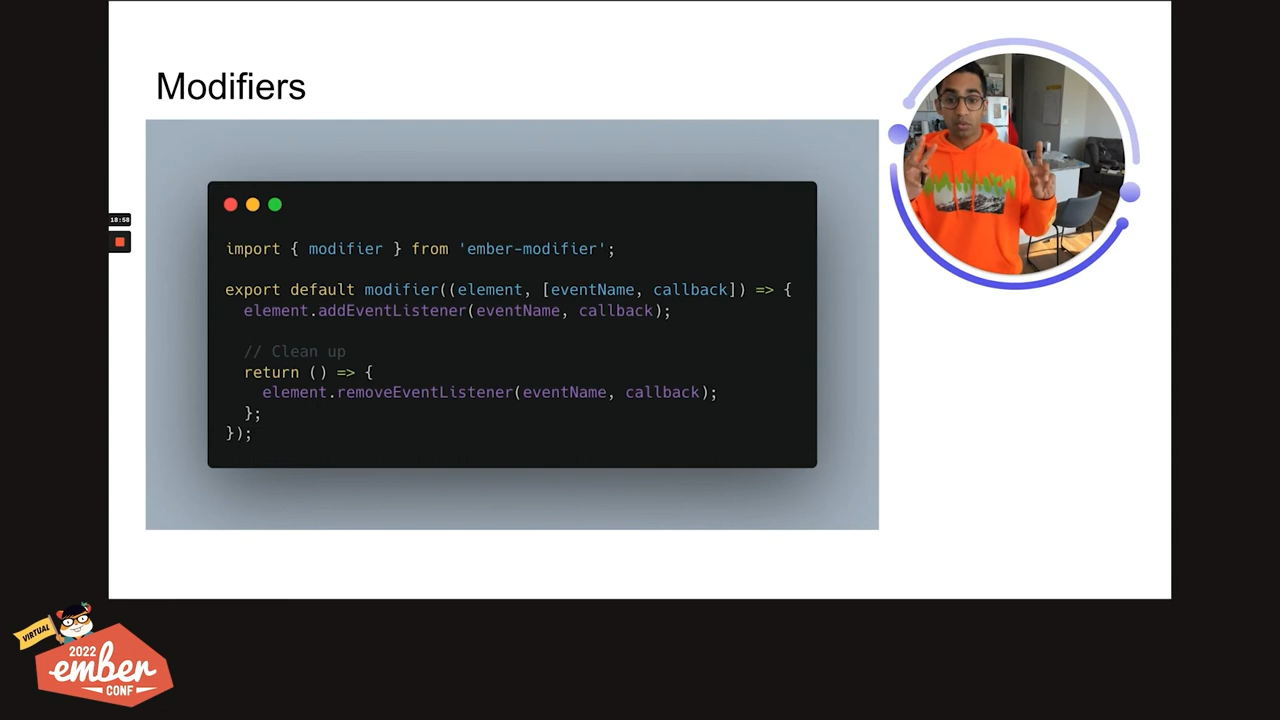 Modifiers
18:58
import { modifier } from 'ember-modifier';
export default modifier((element, [eventName, callback]) => {
element.addEventListener(eventName, callback);
// Clean up
return () => {
element.removeEventListener(eventName, callback);
};
});
VIRTUAL
2022
ember
CONF